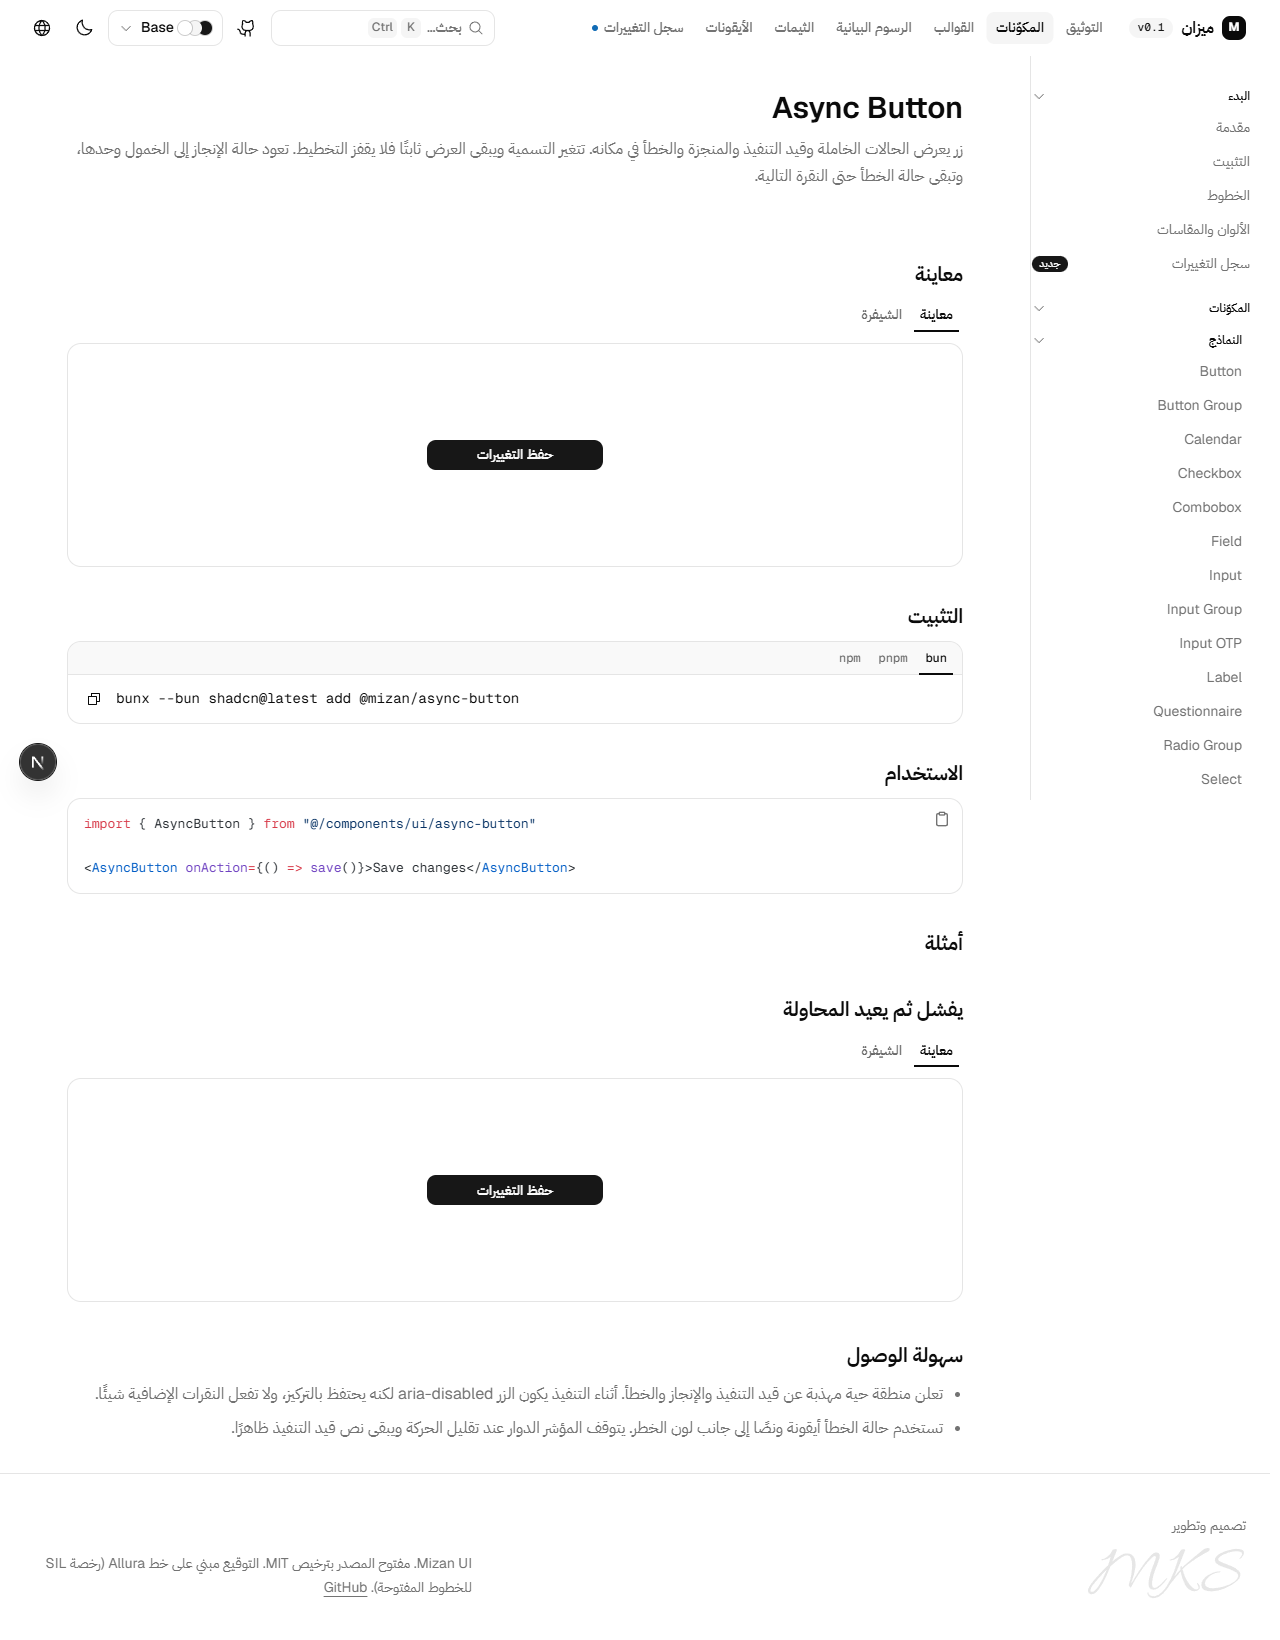 M ميزان v0.1 التوثيق المكوّنات القوالب الرسوم البيانية الثيمات الأيقونات سجل التغييرات بحث... Ctrl K Base
البدء
مقدمة
التثبيت
الخطوط
الألوان والمقاسات
سجل التغييرات جديد
المكوّنات
النماذج
Button
Button Group
Calendar
Checkbox
Combobox
Field
Input
Input Group
Input OTP
Label
Questionnaire
Radio Group
Select
Async Button
زر يعرض الحالات الخاملة وقيد التنفيذ والمنجزة والخطأ في مكانه. تتغير التسمية ويبقى العرض ثابتًا فلا يقفز التخطيط. تعود حالة الإنجاز إلى الخمول وحدها،
وتبقى حالة الخطأ حتى النقرة التالية.
معاينة
معاينة الشيفرة
حفظ التغييرات
التثبيت
bun pnpm npm
bunx --bun shadcn@latest add @mizan/async-button
الاستخدام
import { AsyncButton } from "@/components/ui/async-button"
<AsyncButton onAction={() => save()}>Save changes</AsyncButton>
أمثلة
يفشل ثم يعيد المحاولة
معاينة الشيفرة
حفظ التغييرات
سهولة الوصول
• تعلن منطقة حية مهذبة عن قيد التنفيذ والإنجاز والخطأ. أثناء التنفيذ يكون الزر aria-disabled لكنه يحتفظ بالتركيز، ولا تفعل النقرات الإضافية شيئًا.
• تستخدم حالة الخطأ أيقونة ونصًا إلى جانب لون الخطر. يتوقف المؤشر الدوار عند تقليل الحركة ويبقى نص قيد التنفيذ ظاهرًا.
تصميم وتطوير
MKS
Mizan UI. مفتوح المصدر بترخيص MIT. التوقيع مبني على خط Allura (رخصة SIL
للخطوط المفتوحة). GitHub
N